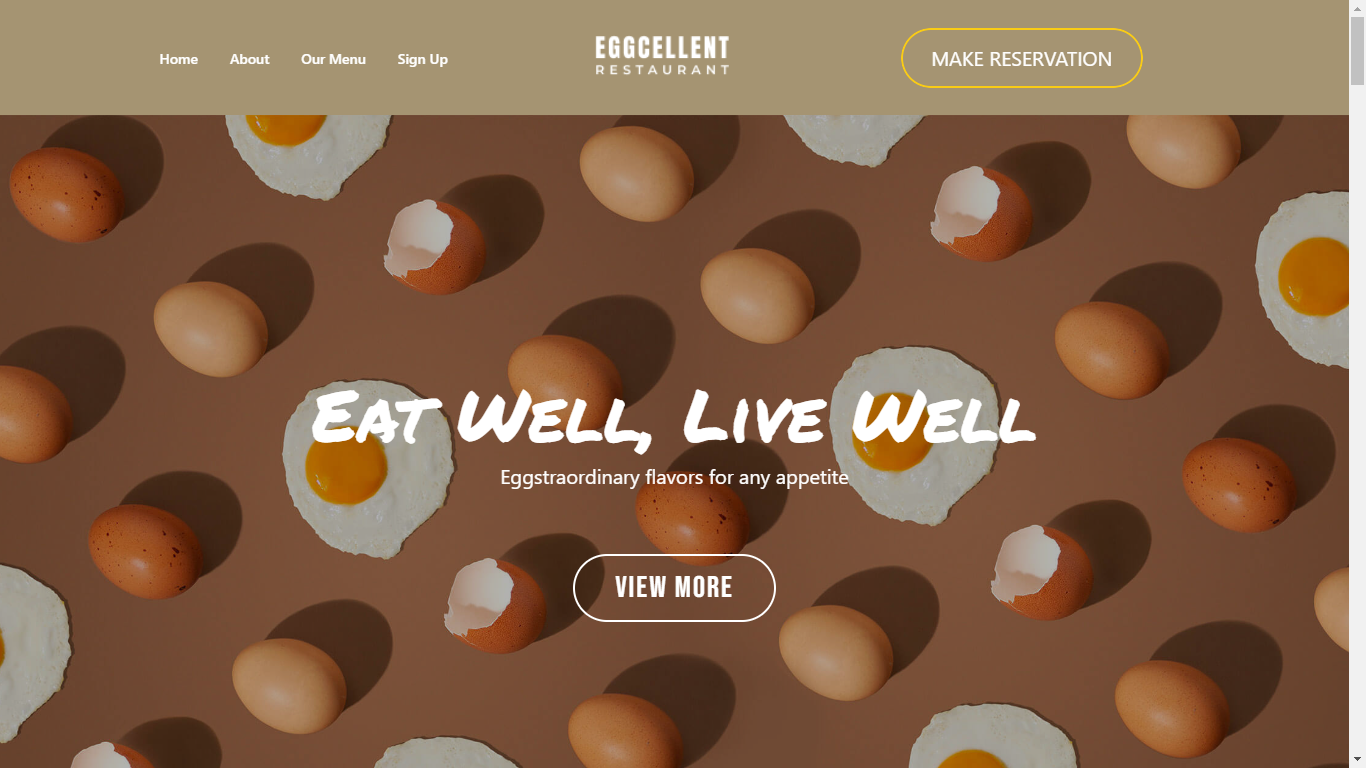 Home About Our Menu Sign Up
EGGCELLENT
RESTAURANT
MAKE RESERVATION
Eat Well, Live Well
Eggstraordinary flavors for any appetite
VIEW MORE